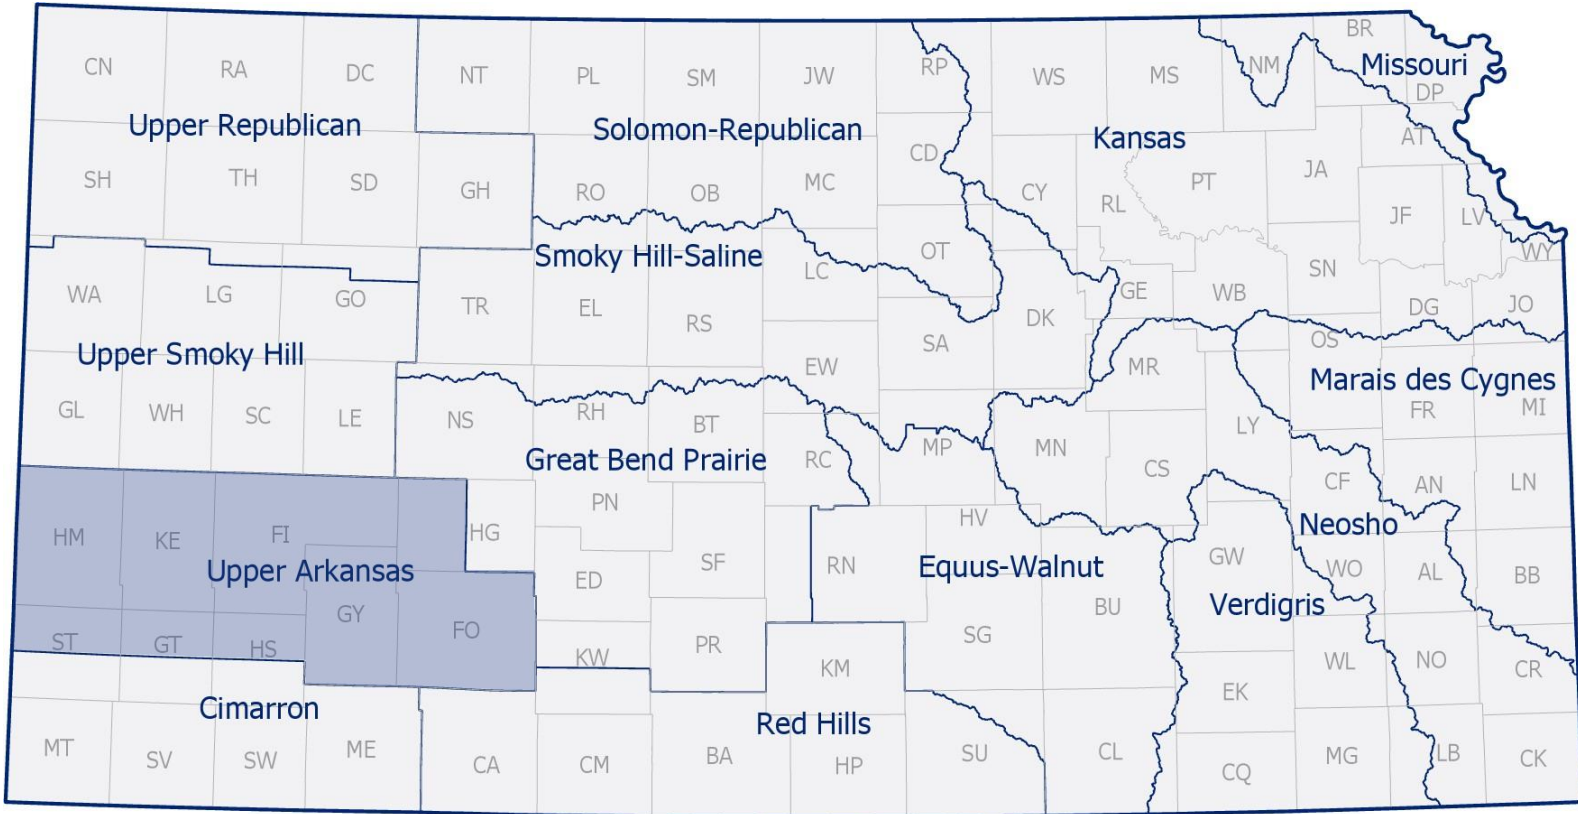 BR
CN RA DC NT PL SM JW RP WS MS NM Missouri
DP
Upper Republican Solomon-Republican Kansas AT
CD
SH TH SD GH RO OB MC CY RL PT JA JF LV
Smoky Hill-Saline OT WY
WA LG GO TR EL RS LC DK GE WB SN DG JO
SA OS
Upper Smoky Hill EW MR Marais des Cygnes
GL WH SC LE NS RH BT MP MN LY FR MI
Great Bend Prairie RC CS
PN CF AN LN
HM KE FI HG HV Neosho
Upper Arkansas ED SF RN Equus-Walnut GW WO AL BB
GY FO BU Verdigris
ST GT HS KW PR KM SG WL NO CR
Cimarron Red Hills EK
MT SV SW ME CA CM BA HP SU CL CQ MG LB CK